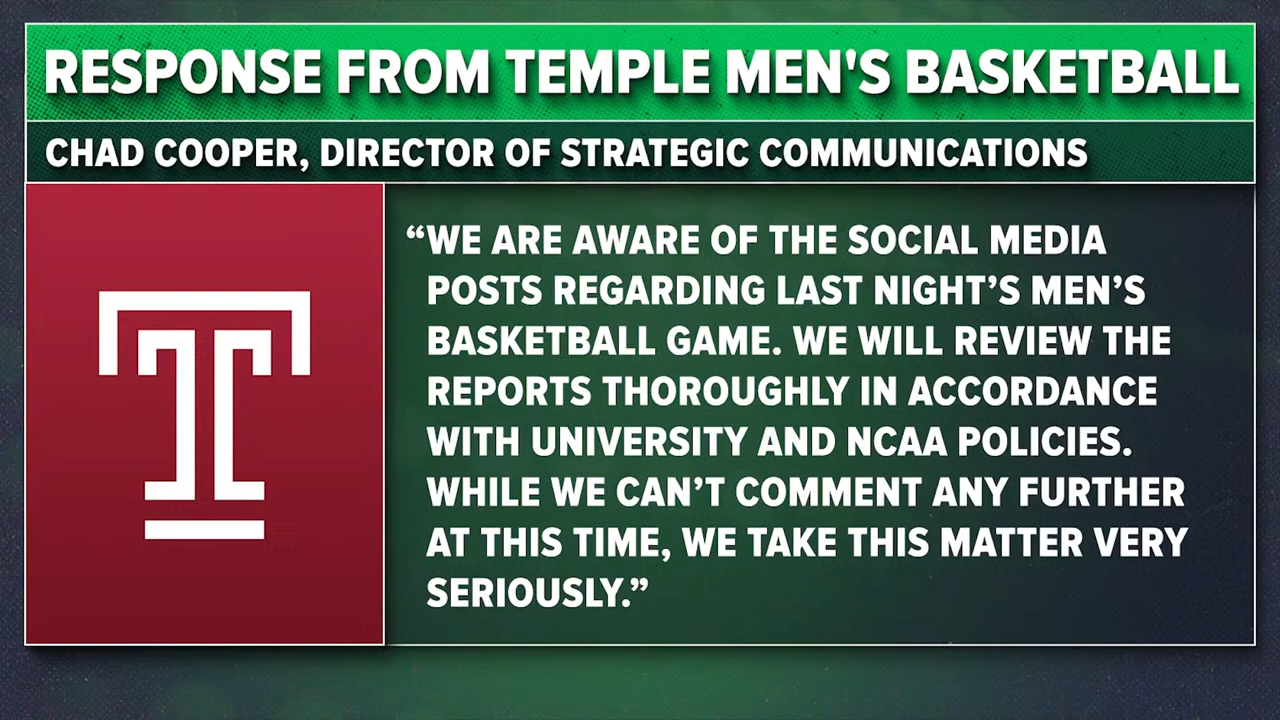 RESPONSE FROM TEMPLE MEN'S BASKETBALL
CHAD COOPER, DIRECTOR OF STRATEGIC COMMUNICATIONS
T
“WE ARE AWARE OF THE SOCIAL MEDIA
POSTS REGARDING LAST NIGHT’S MEN’S
BASKETBALL GAME. WE WILL REVIEW THE
REPORTS THOROUGHLY IN ACCORDANCE
WITH UNIVERSITY AND NCAA POLICIES.
WHILE WE CAN’T COMMENT ANY FURTHER
AT THIS TIME, WE TAKE THIS MATTER VERY
SERIOUSLY.”